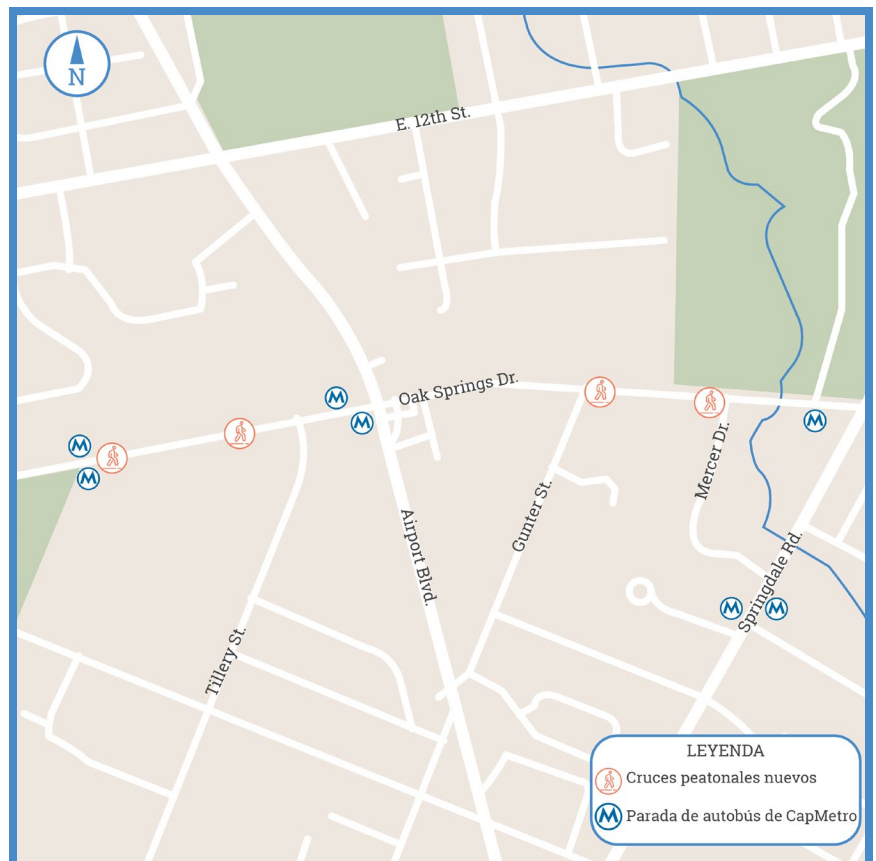 N
E. 12th St.
Oak Springs Dr.
Mercer Dr.
Gunter St.
Airport Blvd.
Springdale Rd.
Tillery St.
LEYENDA
Cruces peatonales nuevos
M Parada de autobús de CapMetro